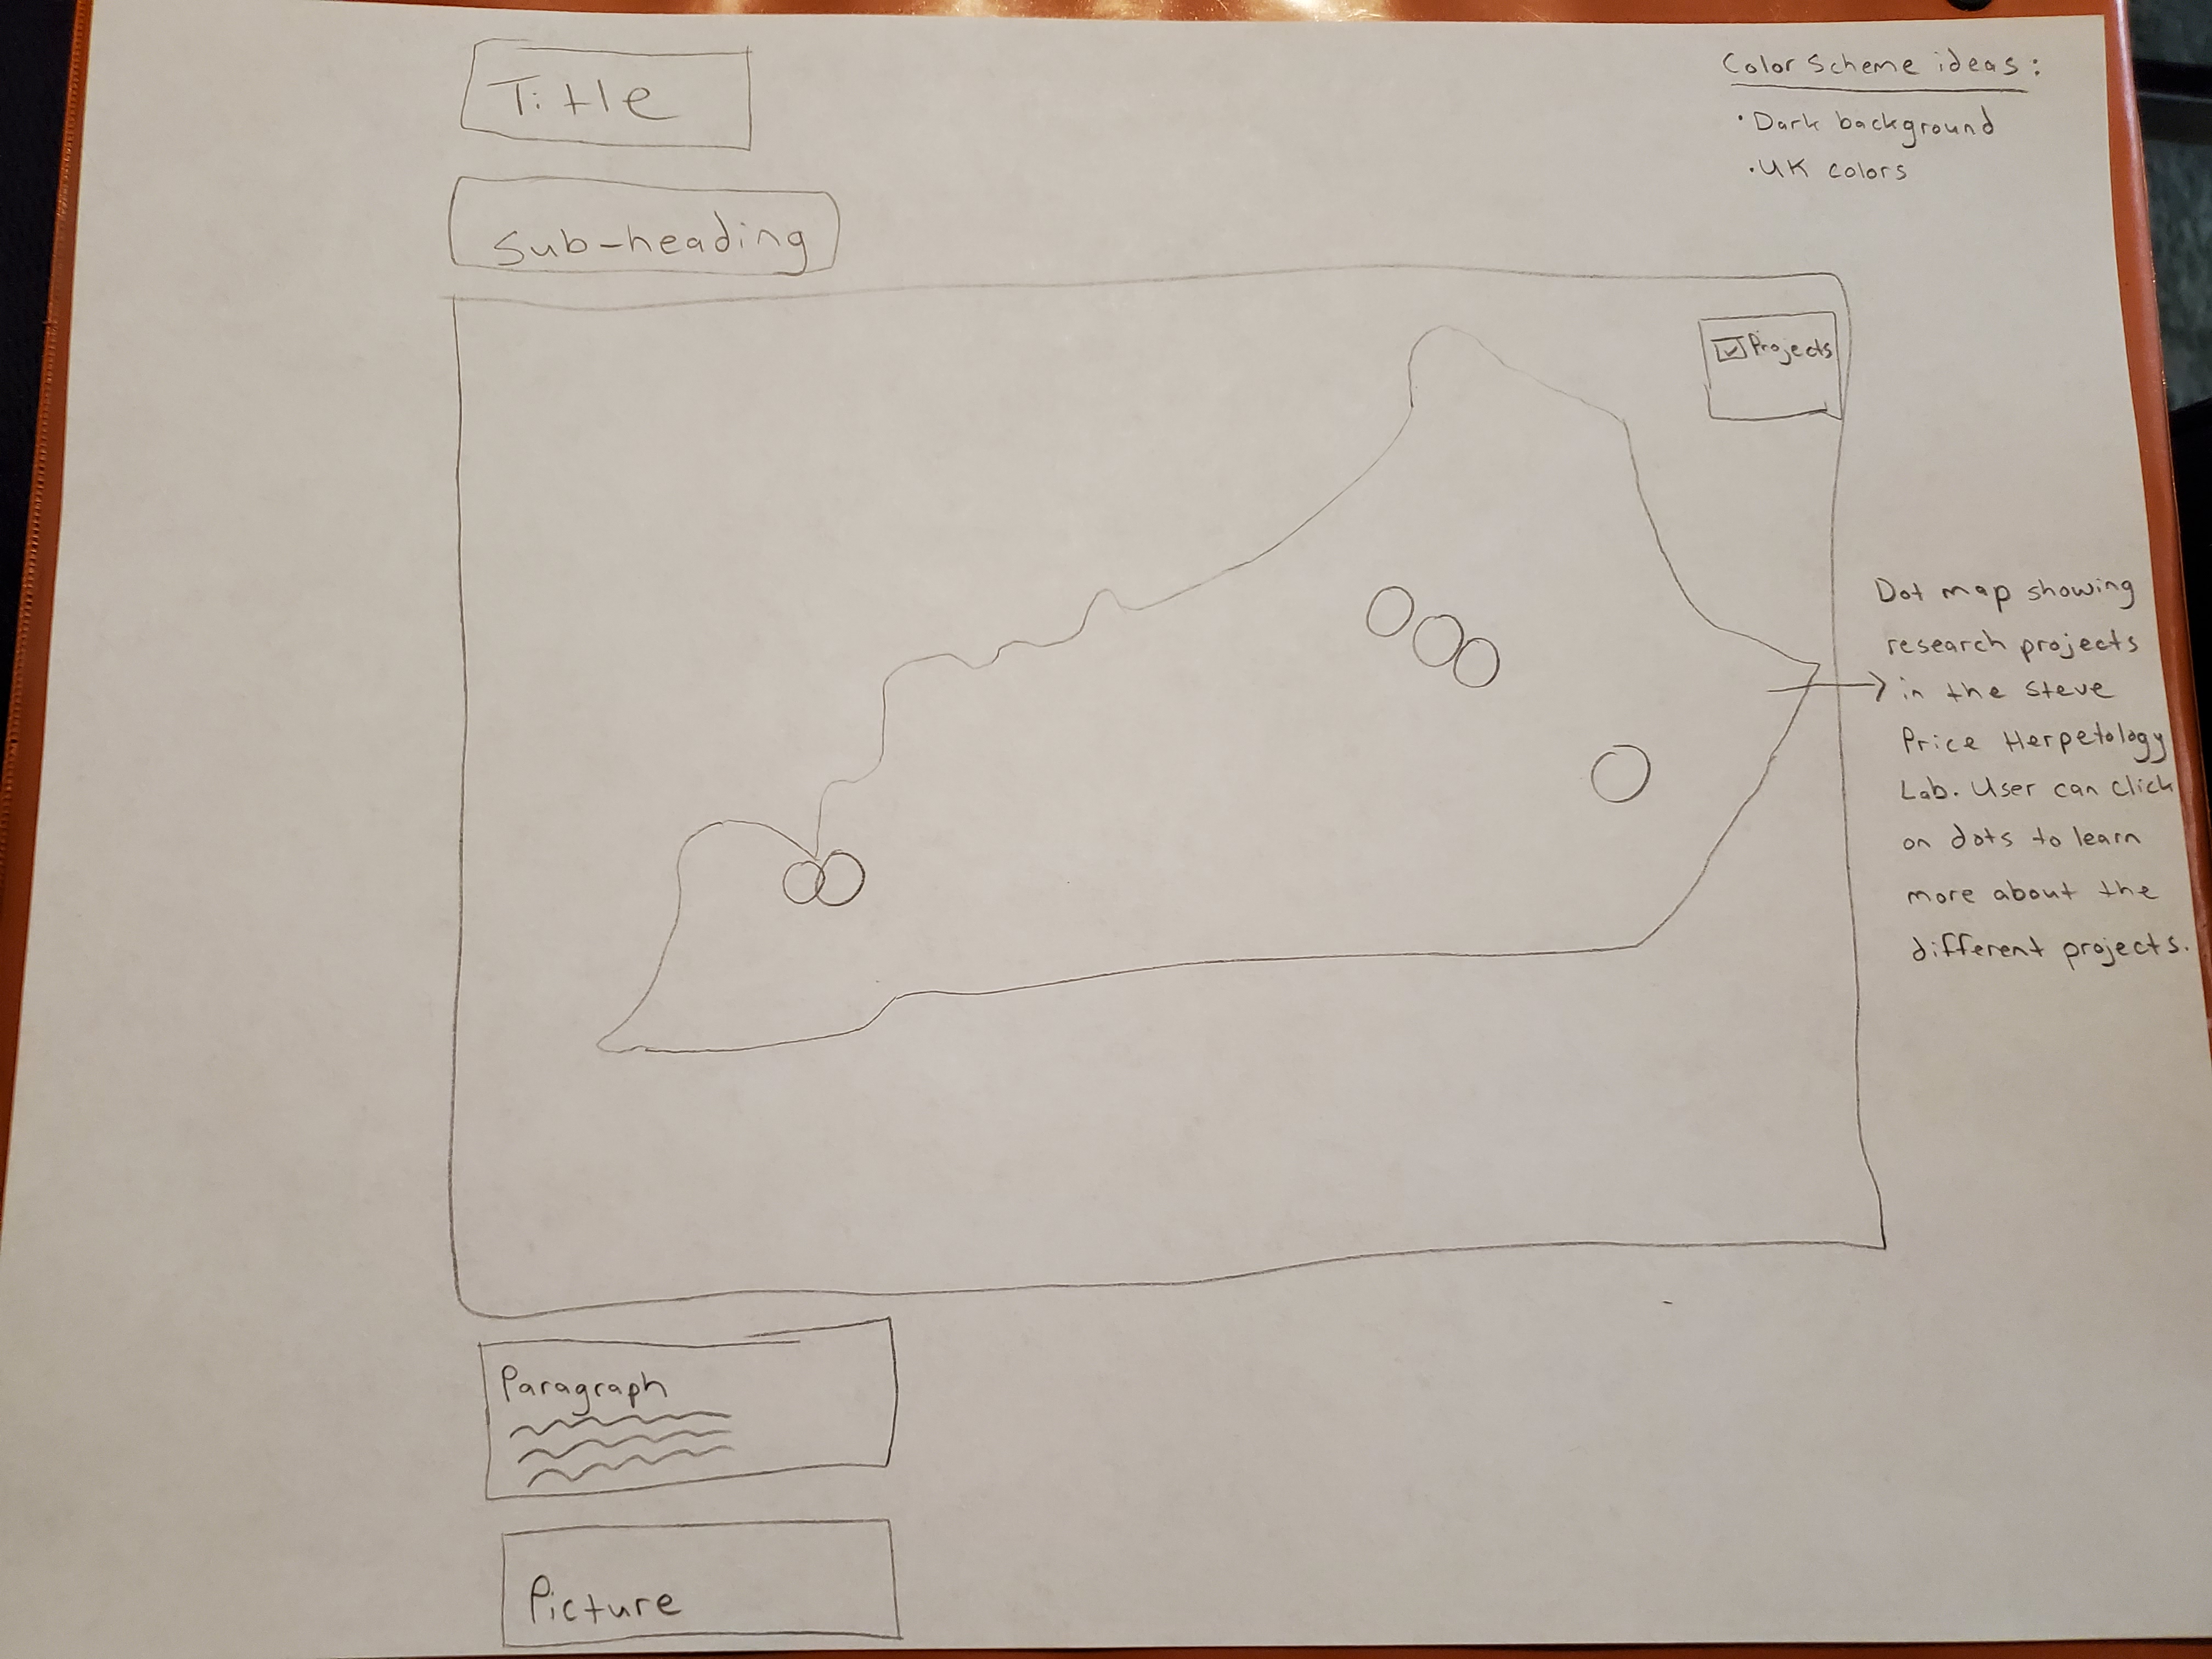 Title
Sub-heading
Color Scheme ideas:
• Dark background
• UK colors
Projects
Dot map showing
research projects
in the Steve
Price Herpetology
Lab. User can click
on dots to learn
more about the
different projects.
Paragraph
Picture